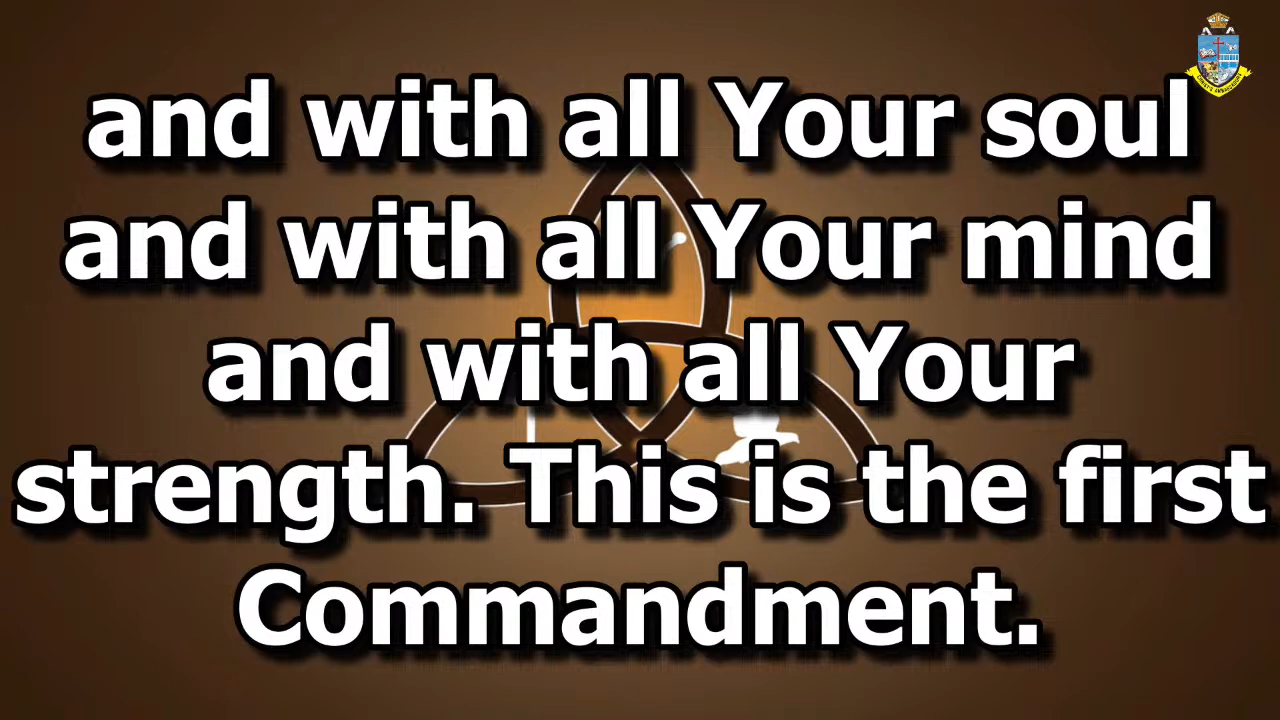 and with all Your soul
and with all Your mind
and with all Your
strength. This is the first
Commandment.